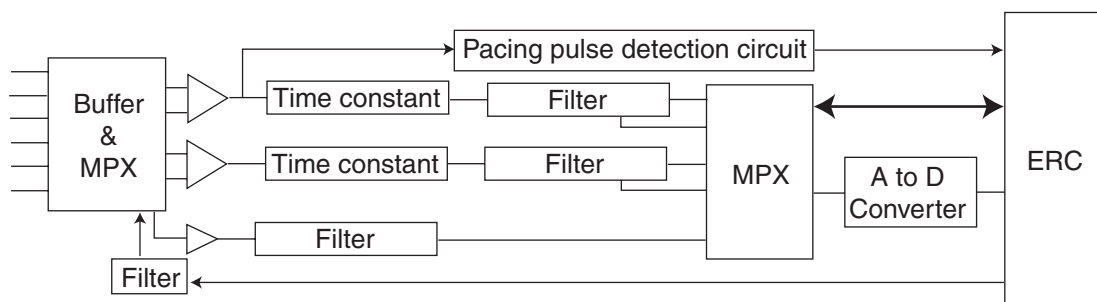 Pacing pulse detection circuit
Buffer
&
MPX
Time constant
Filter
Time constant
Filter
MPX
A to D
Converter
ERC
Filter
Filter